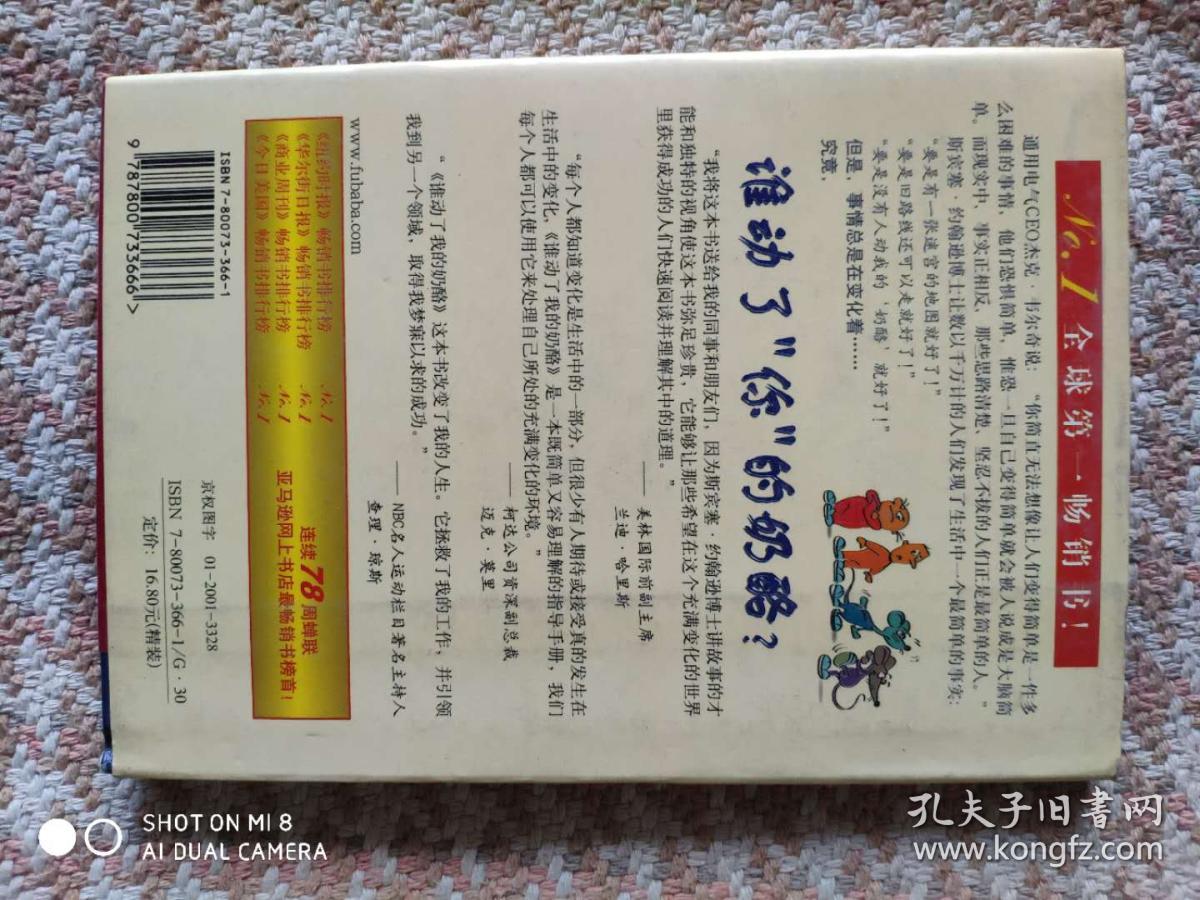 No.1 全球第一畅销书!
通用电气CEO杰克·韦尔奇说：“你简直无法想像让人们变得简单是一件多
么困难的事情，他们恐惧简单，惟恐一旦自己变得简单就会被人说成是大脑简
单。而现实中，事实正相反，那些思路清楚、坚忍不拔的人们正是最简单的人。”
斯宾塞·约翰逊博士让数以千万计的人们发现了生活中一个最简单的事实：
“要是有一张迷宫的地图就好了！”
“要是旧路线还可以走就好了！”
“要是没有人动我的‘奶酪’就好了！”
但是，事情总是在变化着……
究竟，
谁动了“你”的奶酪？
“我将这本书送给我的同事和朋友们，因为斯宾塞·约翰逊博士讲故事的才
能和独特的视角使这本书弥足珍贵，它能够让那些希望在这个充满变化的世界
里获得成功的人们快速阅读并理解其中的道理。”
——美林国际前副主席
兰迪·哈里斯
“每个人都知道变化是生活中的一部分，但很少有人期待或接受真的发生在
生活中的变化，《谁动了我的奶酪》是一本既简单又容易理解的指导手册，我们
每个人都可以使用它来处理自己所处的充满变化的环境。”
——柯达公司资深副总裁
迈克·莫里
“《谁动了我的奶酪》这本书改变了我的人生。它拯救了我的工作，并引领
我到另一个领域，取得我梦寐以求的成功。”
——NBC名人运动栏目著名主持人
查理·琼斯
www.fubaba.com
《纽约时报》畅销书排行榜 No.1
《华尔街日报》畅销书排行榜 No.1
《商业周刊》畅销书排行榜 No.1
《今日美国》畅销书排行榜 No.1
连续78周蝉联
亚马逊网上书店最畅销书榜首！
ISBN 7-80073-366-1
9 787800 733666 >
京权图字 01-2001-3328
ISBN 7-80073-366-1/G·30
定价：16.80元(精装)
SHOT ON MI 8
AI DUAL CAMERA
孔夫子旧书网
www.kongfz.com